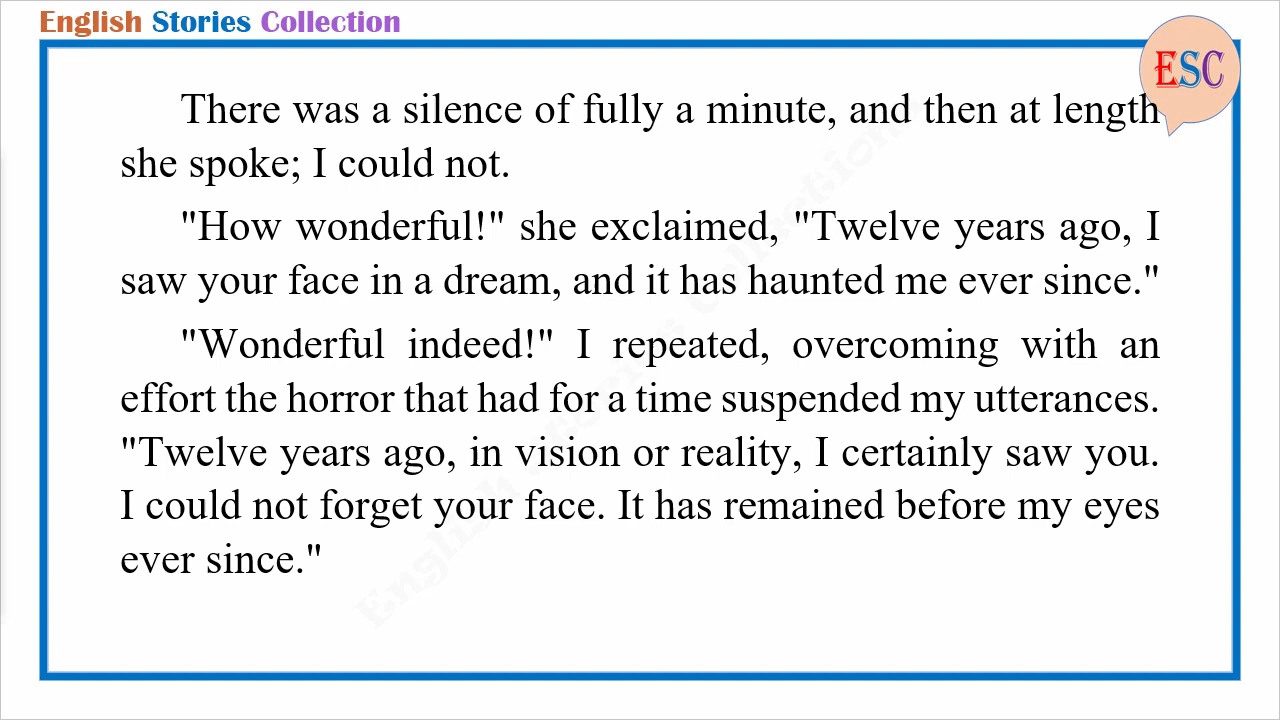 English Stories Collection
ESC
There was a silence of fully a minute, and then at length
she spoke; I could not.
"How wonderful!" she exclaimed, "Twelve years ago, I
saw your face in a dream, and it has haunted me ever since."
"Wonderful indeed!" I repeated, overcoming with an
effort the horror that had for a time suspended my utterances.
"Twelve years ago, in vision or reality, I certainly saw you.
I could not forget your face. It has remained before my eyes
ever since."
English Stories Collection